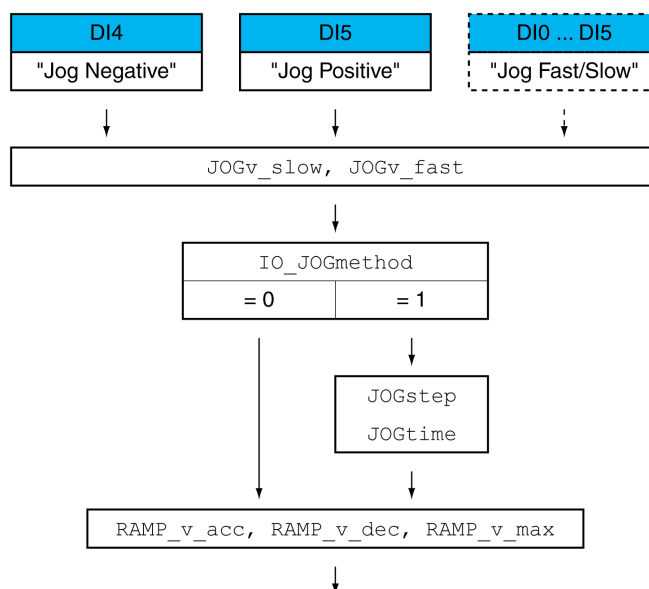 DI4
DI5
DI0 ... DI5
"Jog Negative"
"Jog Positive"
"Jog Fast/Slow"
JOGv_slow, JOGv_fast
IO_JOGmethod
= 0
= 1
JOGstep
JOGtime
RAMP_v_acc, RAMP_v_dec, RAMP_v_max